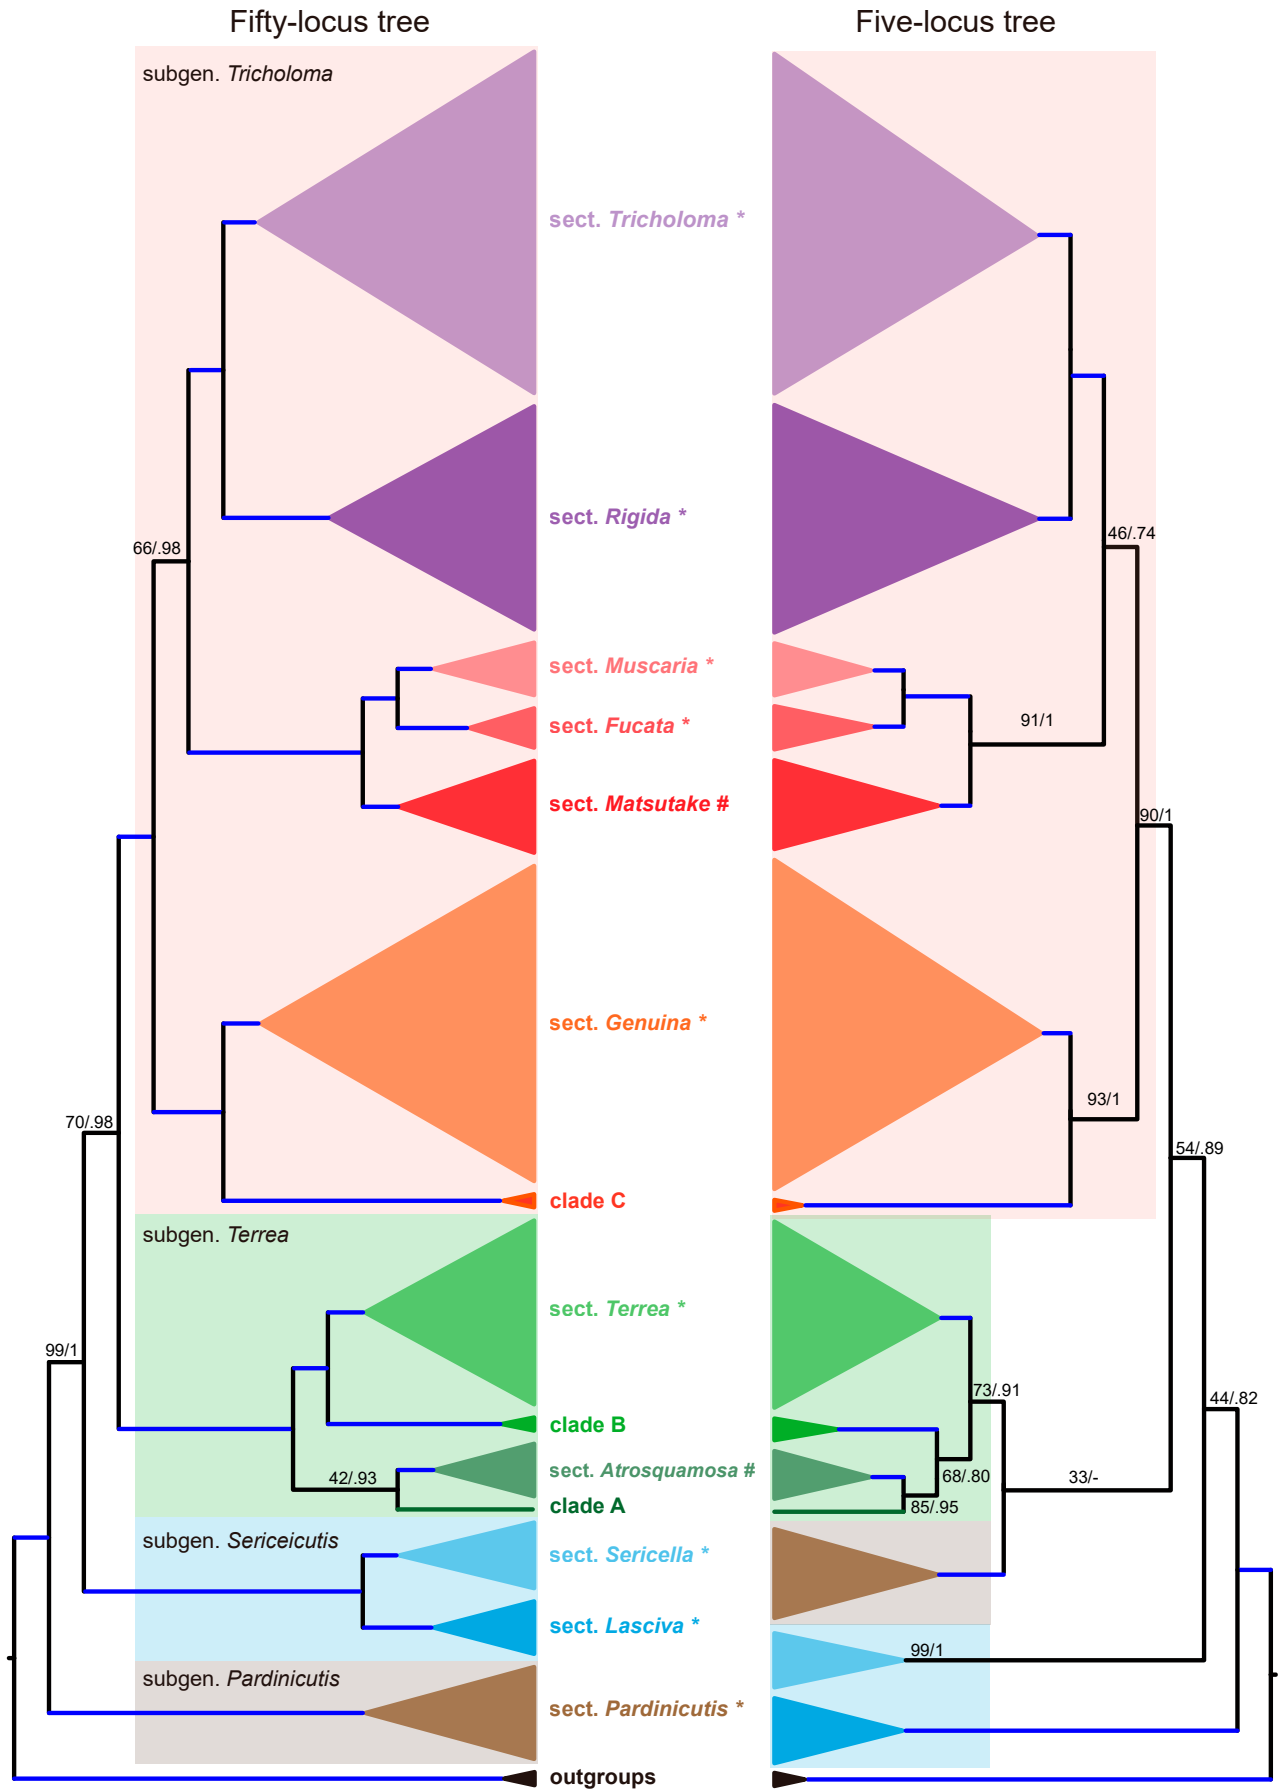 Fifty-locus tree
Five-locus tree
subgen. Tricholoma
sect. Tricholoma *
sect. Rigida *
66/.98
46/.74
sect. Muscaria *
sect. Fucata *
91/1
sect. Matsutake #
90/1
sect. Genuina *
93/1
70/.98
54/.89
clade C
subgen. Terrea
sect. Terrea *
99/1
73/.91
44/.82
clade B
42/.93
sect. Atrosquamosa #
68/.80
33/-
clade A
85/.95
subgen. Sericeicutis
sect. Sericella *
sect. Lasciva *
99/1
subgen. Pardinicutis
sect. Pardinicutis *
outgroups